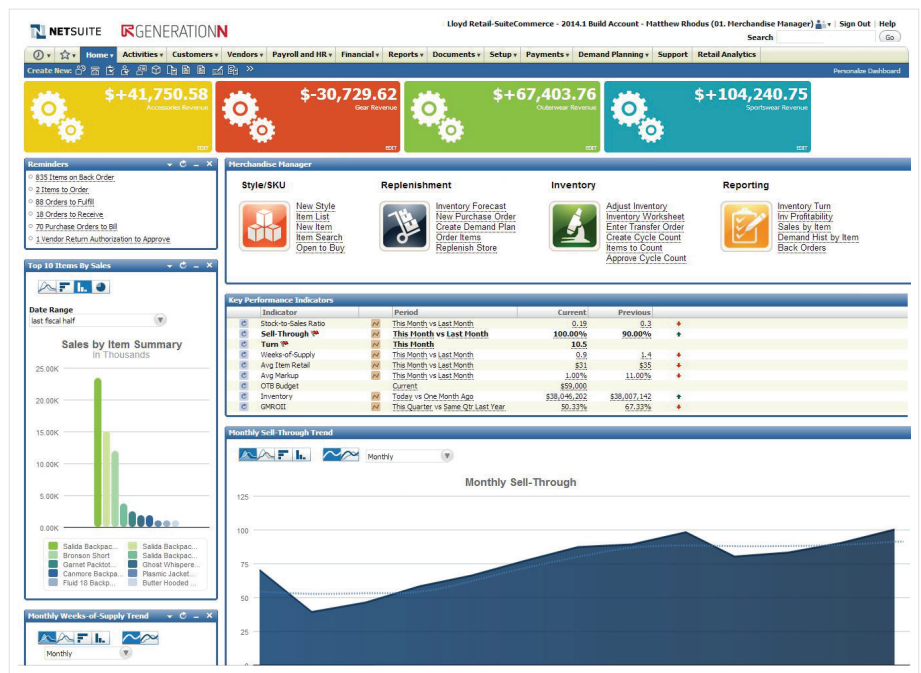 NETSUITE RGENERATIONN
Lloyd Retail-SuiteCommerce - 2014.1 Build Account - Matthew Rhodus (01. Merchandise Manager) Sign Out Help
Search Go
Home Activities Customers Vendors Payroll and HR Financial Reports Documents Setup Payments Demand Planning Support Retail Analytics
Create New: » Personalize Dashboard
$+41,750.58
Accessories Revenue
EDIT
$-30,729.62
Gear Revenue
EDIT
$+67,403.76
Outerwear Revenue
EDIT
$+104,240.75
Sportswear Revenue
EDIT
Reminders
835 Items on Back Order
2 Items to Order
88 Orders to Fulfill
18 Orders to Receive
70 Purchase Orders to Bill
1 Vendor Return Authorization to Approve
Merchandise Manager
Style/SKU
New Style
Item List
New Item
Item Search
Open to Buy
Replenishment
Inventory Forecast
New Purchase Order
Create Demand Plan
Order Items
Replenish Store
Inventory
Adjust Inventory
Inventory Worksheet
Enter Transfer Order
Create Cycle Count
Items to Count
Approve Cycle Count
Reporting
Inventory Turn
Inv Profitability
Sales by Item
Demand Hist by Item
Back Orders
Top 10 Items By Sales
Date Range
last fiscal half
Sales by Item Summary
In Thousands
25.00K
20.00K
15.00K
10.00K
5.00K
0.00K
Salida Backpac... Salida Backpac...
Bronson Short Salida Backpac...
Garnet Packtot... Ghost Whispere...
Canmore Backpa... Plasmic Jacket...
Fluid 18 Backp... Butter Hooded ...
Key Performance Indicators
Indicator Period Current Previous
Stock-to-Sales Ratio This Month vs Last Month 0.19 0.3
Sell-Through This Month vs Last Month 100.00% 90.00%
Turn This Month 10.5
Weeks-of-Supply This Month vs Last Month 0.9 1.4
Avg Item Retail This Month vs Last Month $31 $35
Avg Markup This Month vs Last Month 1.00% 11.00%
OTB Budget Current $59,000
Inventory Today vs One Month Ago $38,046,202 $38,007,142
GMROII This Quarter vs Same Qtr Last Year 50.33% 67.33%
Monthly Sell-Through Trend
Monthly
Monthly Sell-Through
125
100
75
50
25
0
Monthly Weeks-of-Supply Trend
Monthly